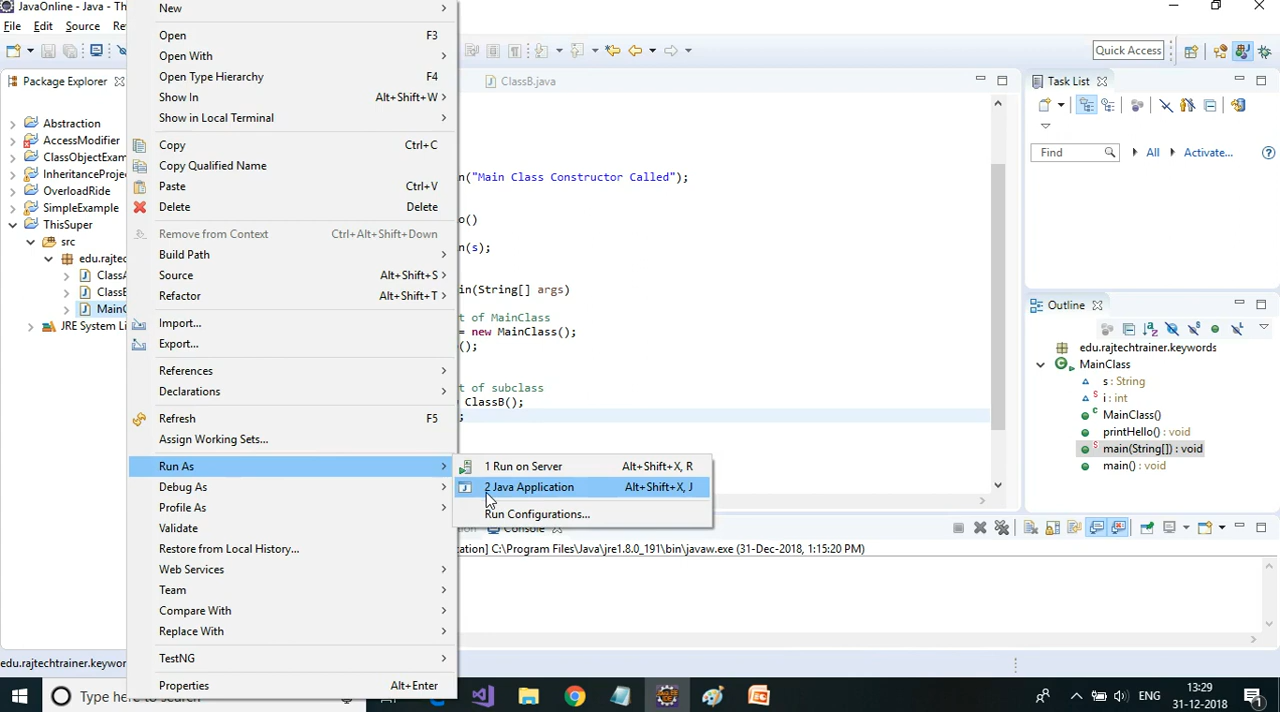 JavaOnline - Java - Th
File Edit Source Re
Quick Access
Package Explorer
Abstraction
AccessModifier
ClassObjectExam
InheritanceProje
OverloadRide
SimpleExample
ThisSuper
src
edu.rajte
ClassA
ClassB
MainC
JRE System Li
New
Open F3
Open With
Open Type Hierarchy F4
Show In Alt+Shift+W
Show in Local Terminal
Copy Ctrl+C
Copy Qualified Name
Paste Ctrl+V
Delete Delete
Remove from Context Ctrl+Alt+Shift+Down
Build Path
Source Alt+Shift+S
Refactor Alt+Shift+T
Import...
Export...
References
Declarations
Refresh F5
Assign Working Sets...
Run As
Debug As
Profile As
Validate
Restore from Local History...
Web Services
Team
Compare With
Replace With
TestNG
Properties Alt+Enter
1 Run on Server Alt+Shift+X, R
2 Java Application Alt+Shift+X, J
Run Configurations...
ClassB.java
n("Main Class Constructor Called");
o()
n(s);
in(String[] args)
t of MainClass
= new MainClass();
();
t of subclass
ClassB();
;
Console
ation] C:\Program Files\Java\jre1.8.0_191\bin\javaw.exe (31-Dec-2018, 1:15:20 PM)
Task List
Find All Activate...
Outline
edu.rajtechtrainer.keywords
MainClass
s : String
i : int
MainClass()
printHello() : void
main(String[]) : void
main() : void
edu.rajtechtrainer.keywor
Type here to search
ENG
13:29
31-12-2018
1